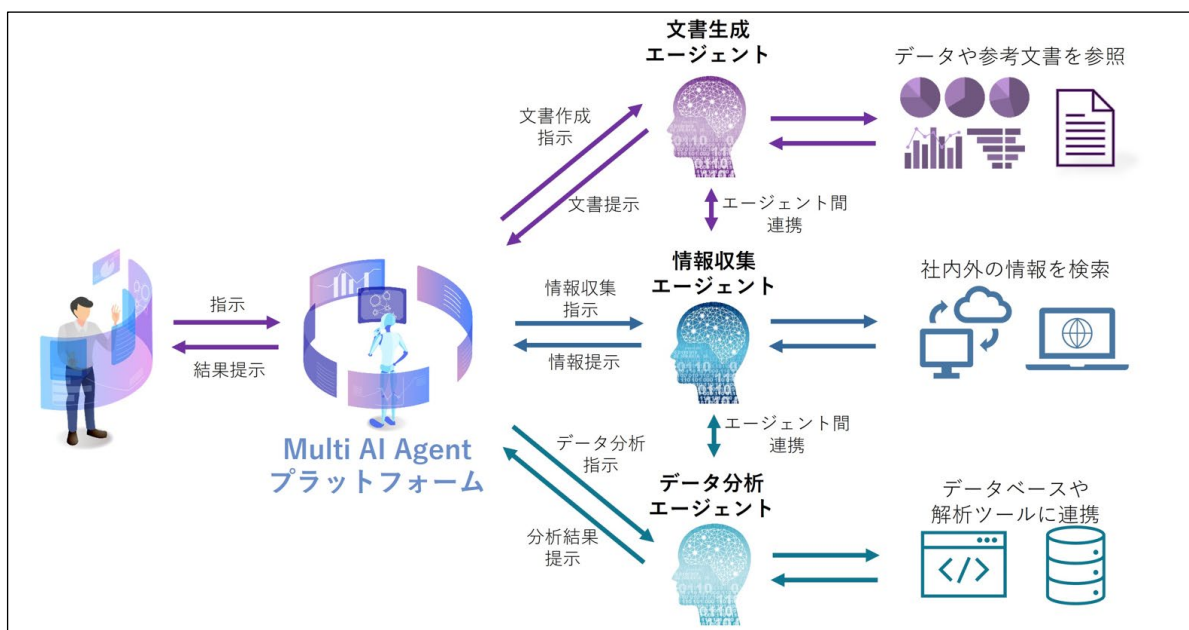 文書生成
エージェント
データや参考文書を参照
文書作成
指示
文書提示
エージェント間
連携
情報収集
エージェント
社内外の情報を検索
指示
結果提示
情報収集
指示
情報提示
Multi AI Agent
プラットフォーム
エージェント間
連携
データ分析
指示
分析結果
提示
データ分析
エージェント
データベースや
解析ツールに連携